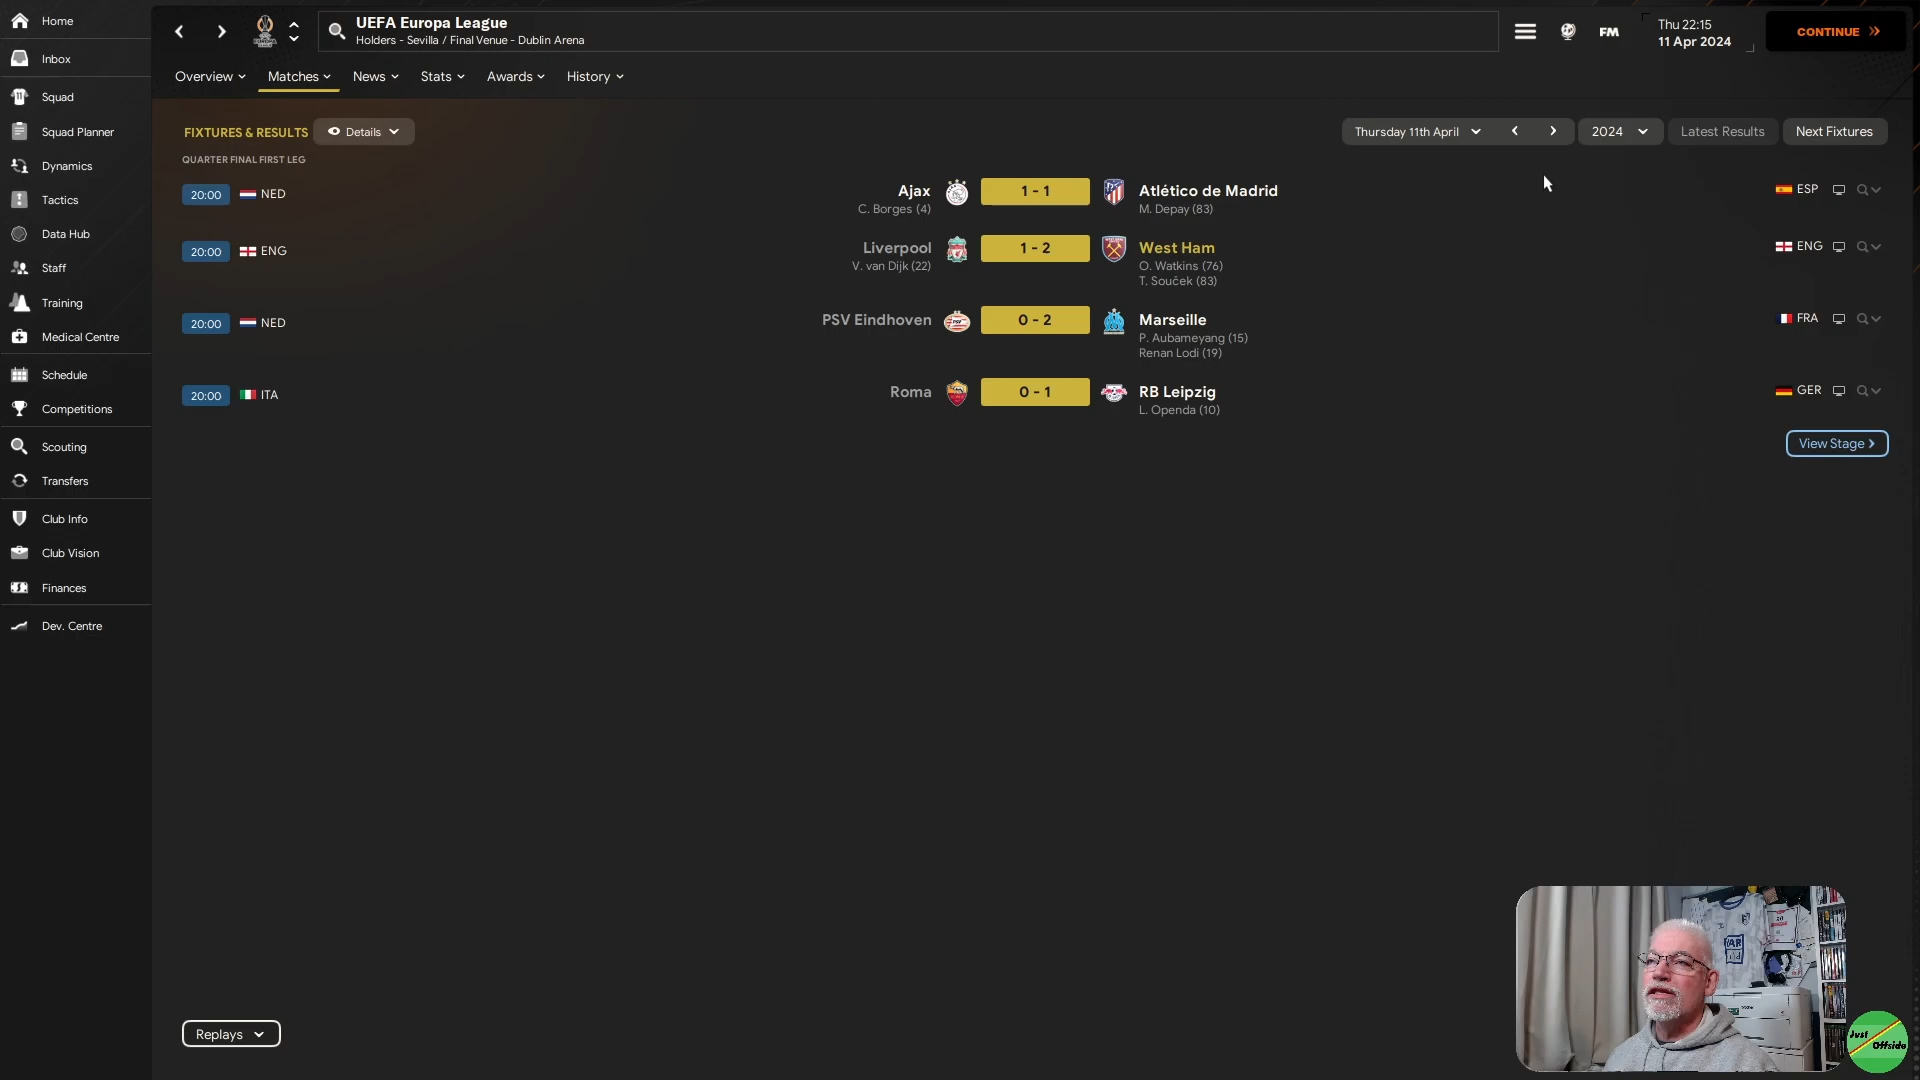 Home
Inbox
Squad
Squad Planner
Dynamics
Tactics
Data Hub
Staff
Training
Medical Centre
Schedule
Competitions
Scouting
Transfers
Club Info
Club Vision
Finances
Dev. Centre
UEFA Europa League
Holders - Sevilla / Final Venue - Dublin Arena
FM
Thu 22:15
11 Apr 2024
CONTINUE
Overview Matches News Stats Awards History
FIXTURES & RESULTS Details
Thursday 11th April 2024 Latest Results Next Fixtures
QUARTER FINAL FIRST LEG
20:00 NED Ajax 1 - 1 Atlético de Madrid ESP
C. Borges (4) M. Depay (83)
20:00 ENG Liverpool 1 - 2 West Ham ENG
V. van Dijk (22) O. Watkins (76)
T. Souček (83)
20:00 NED PSV Eindhoven 0 - 2 Marseille FRA
P. Aubameyang (15)
Renan Lodi (19)
20:00 ITA Roma 0 - 1 RB Leipzig GER
L. Openda (10)
View Stage
Replays
Just
Offside